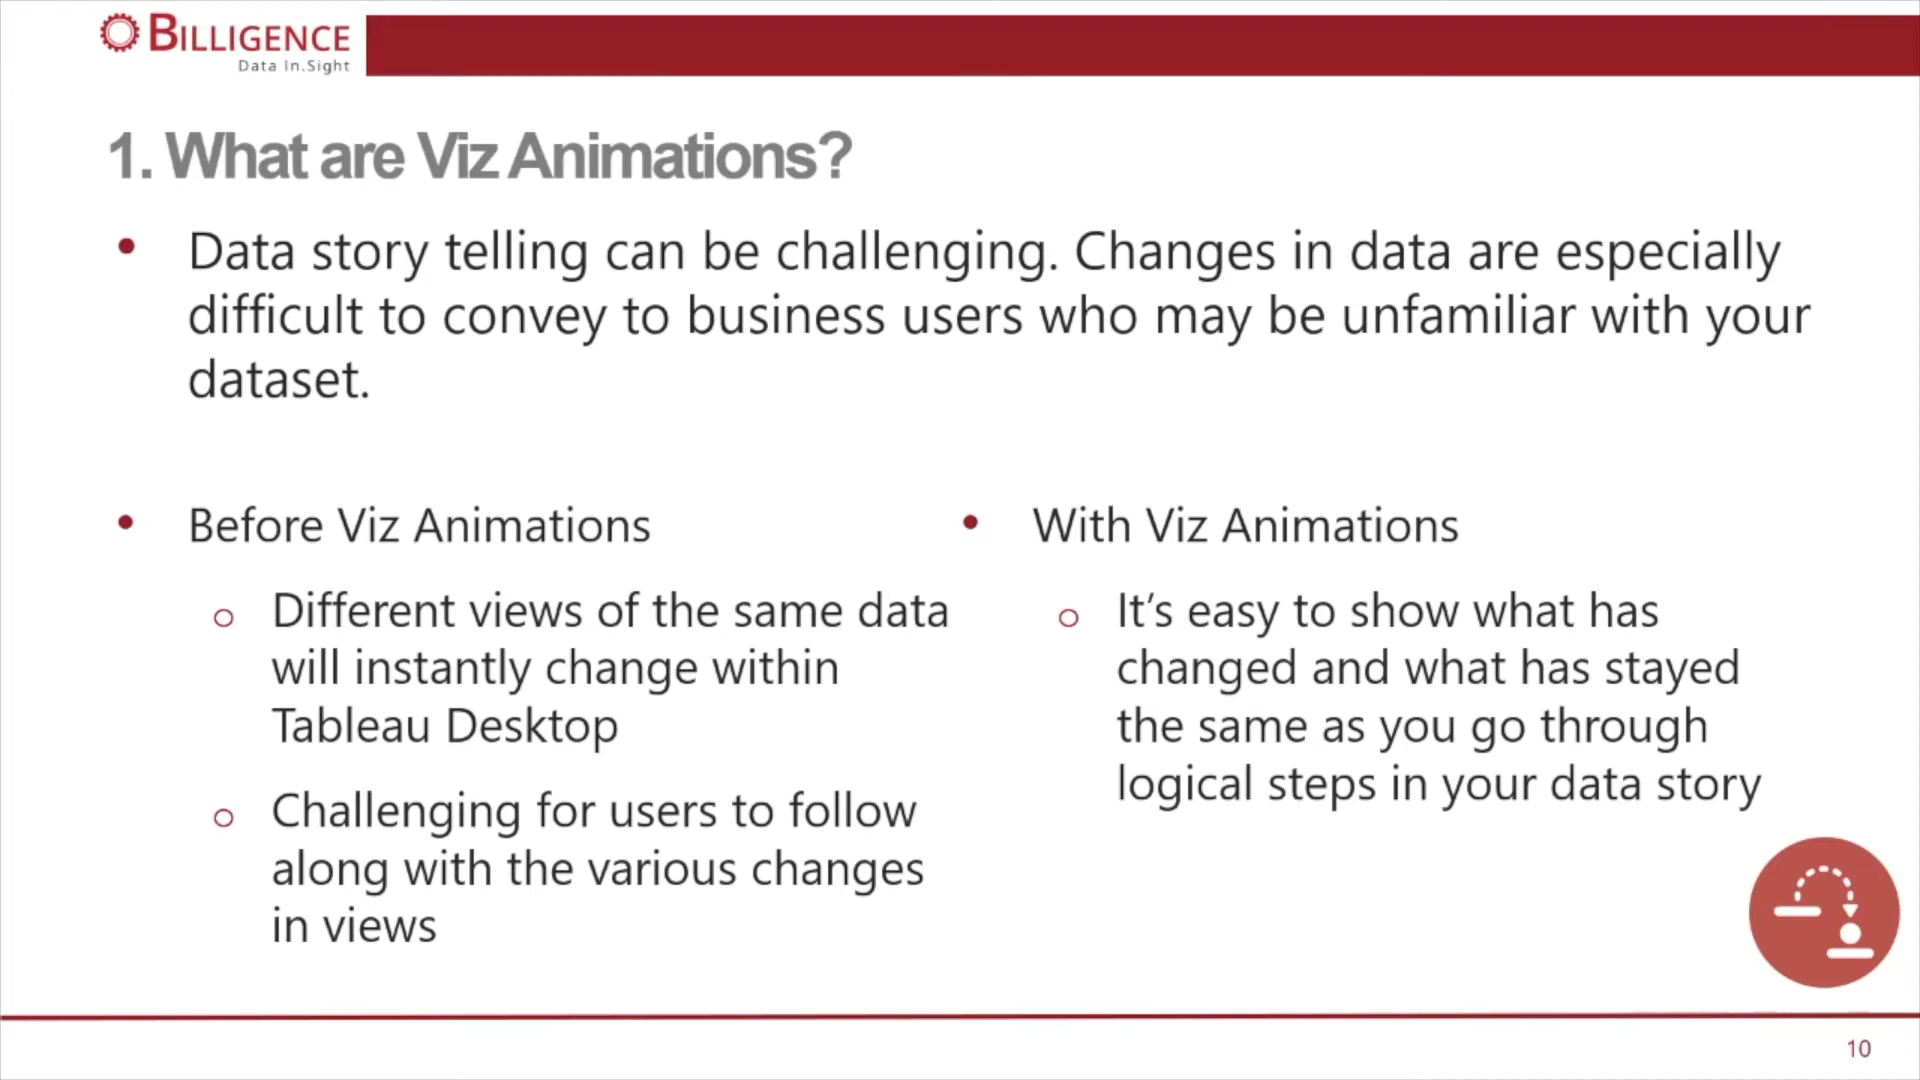 BILLIGENCE
Data In.Sight
1. What are Viz Animations?
• Data story telling can be challenging. Changes in data are especially
difficult to convey to business users who may be unfamiliar with your
dataset.
• Before Viz Animations
o Different views of the same data
will instantly change within
Tableau Desktop
o Challenging for users to follow
along with the various changes
in views
• With Viz Animations
o It’s easy to show what has
changed and what has stayed
the same as you go through
logical steps in your data story
10